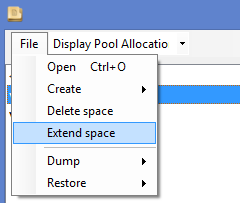 File Display Pool Allocatio
Open Ctrl+O
Create
Delete space
Extend space
Dump
Restore